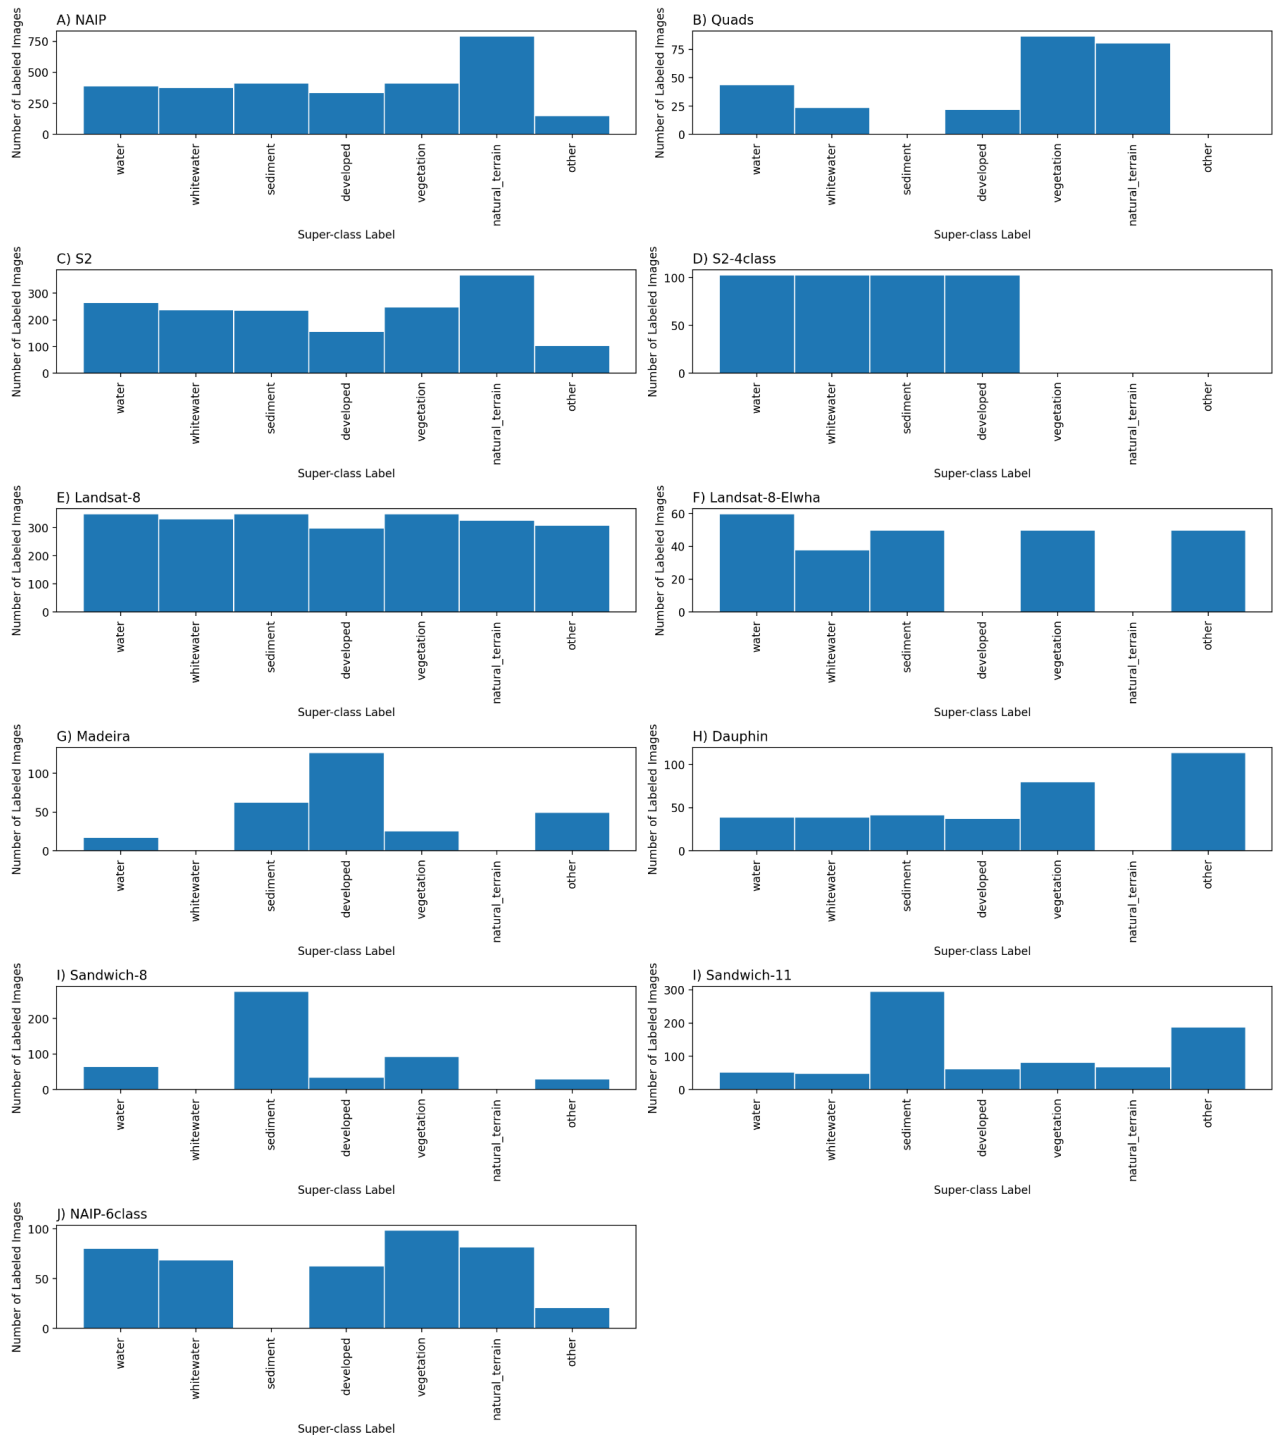 A) NAIP
Number of Labeled Images
750
500
250
0
water
whitewater
sediment
developed
vegetation
natural_terrain
other
Super-class Label
B) Quads
Number of Labeled Images
75
50
25
0
water
whitewater
sediment
developed
vegetation
natural_terrain
other
Super-class Label
C) S2
Number of Labeled Images
300
200
100
0
water
whitewater
sediment
developed
vegetation
natural_terrain
other
Super-class Label
D) S2-4class
Number of Labeled Images
100
50
0
water
whitewater
sediment
developed
vegetation
natural_terrain
other
Super-class Label
E) Landsat-8
Number of Labeled Images
300
200
100
0
water
whitewater
sediment
developed
vegetation
natural_terrain
other
Super-class Label
F) Landsat-8-Elwha
Number of Labeled Images
60
40
20
0
water
whitewater
sediment
developed
vegetation
natural_terrain
other
Super-class Label
G) Madeira
Number of Labeled Images
100
50
0
water
whitewater
sediment
developed
vegetation
natural_terrain
other
Super-class Label
H) Dauphin
Number of Labeled Images
100
50
0
water
whitewater
sediment
developed
vegetation
natural_terrain
other
Super-class Label
I) Sandwich-8
Number of Labeled Images
200
100
0
water
whitewater
sediment
developed
vegetation
natural_terrain
other
Super-class Label
I) Sandwich-11
Number of Labeled Images
300
200
100
0
water
whitewater
sediment
developed
vegetation
natural_terrain
other
Super-class Label
J) NAIP-6class
Number of Labeled Images
100
50
0
water
whitewater
sediment
developed
vegetation
natural_terrain
other
Super-class Label